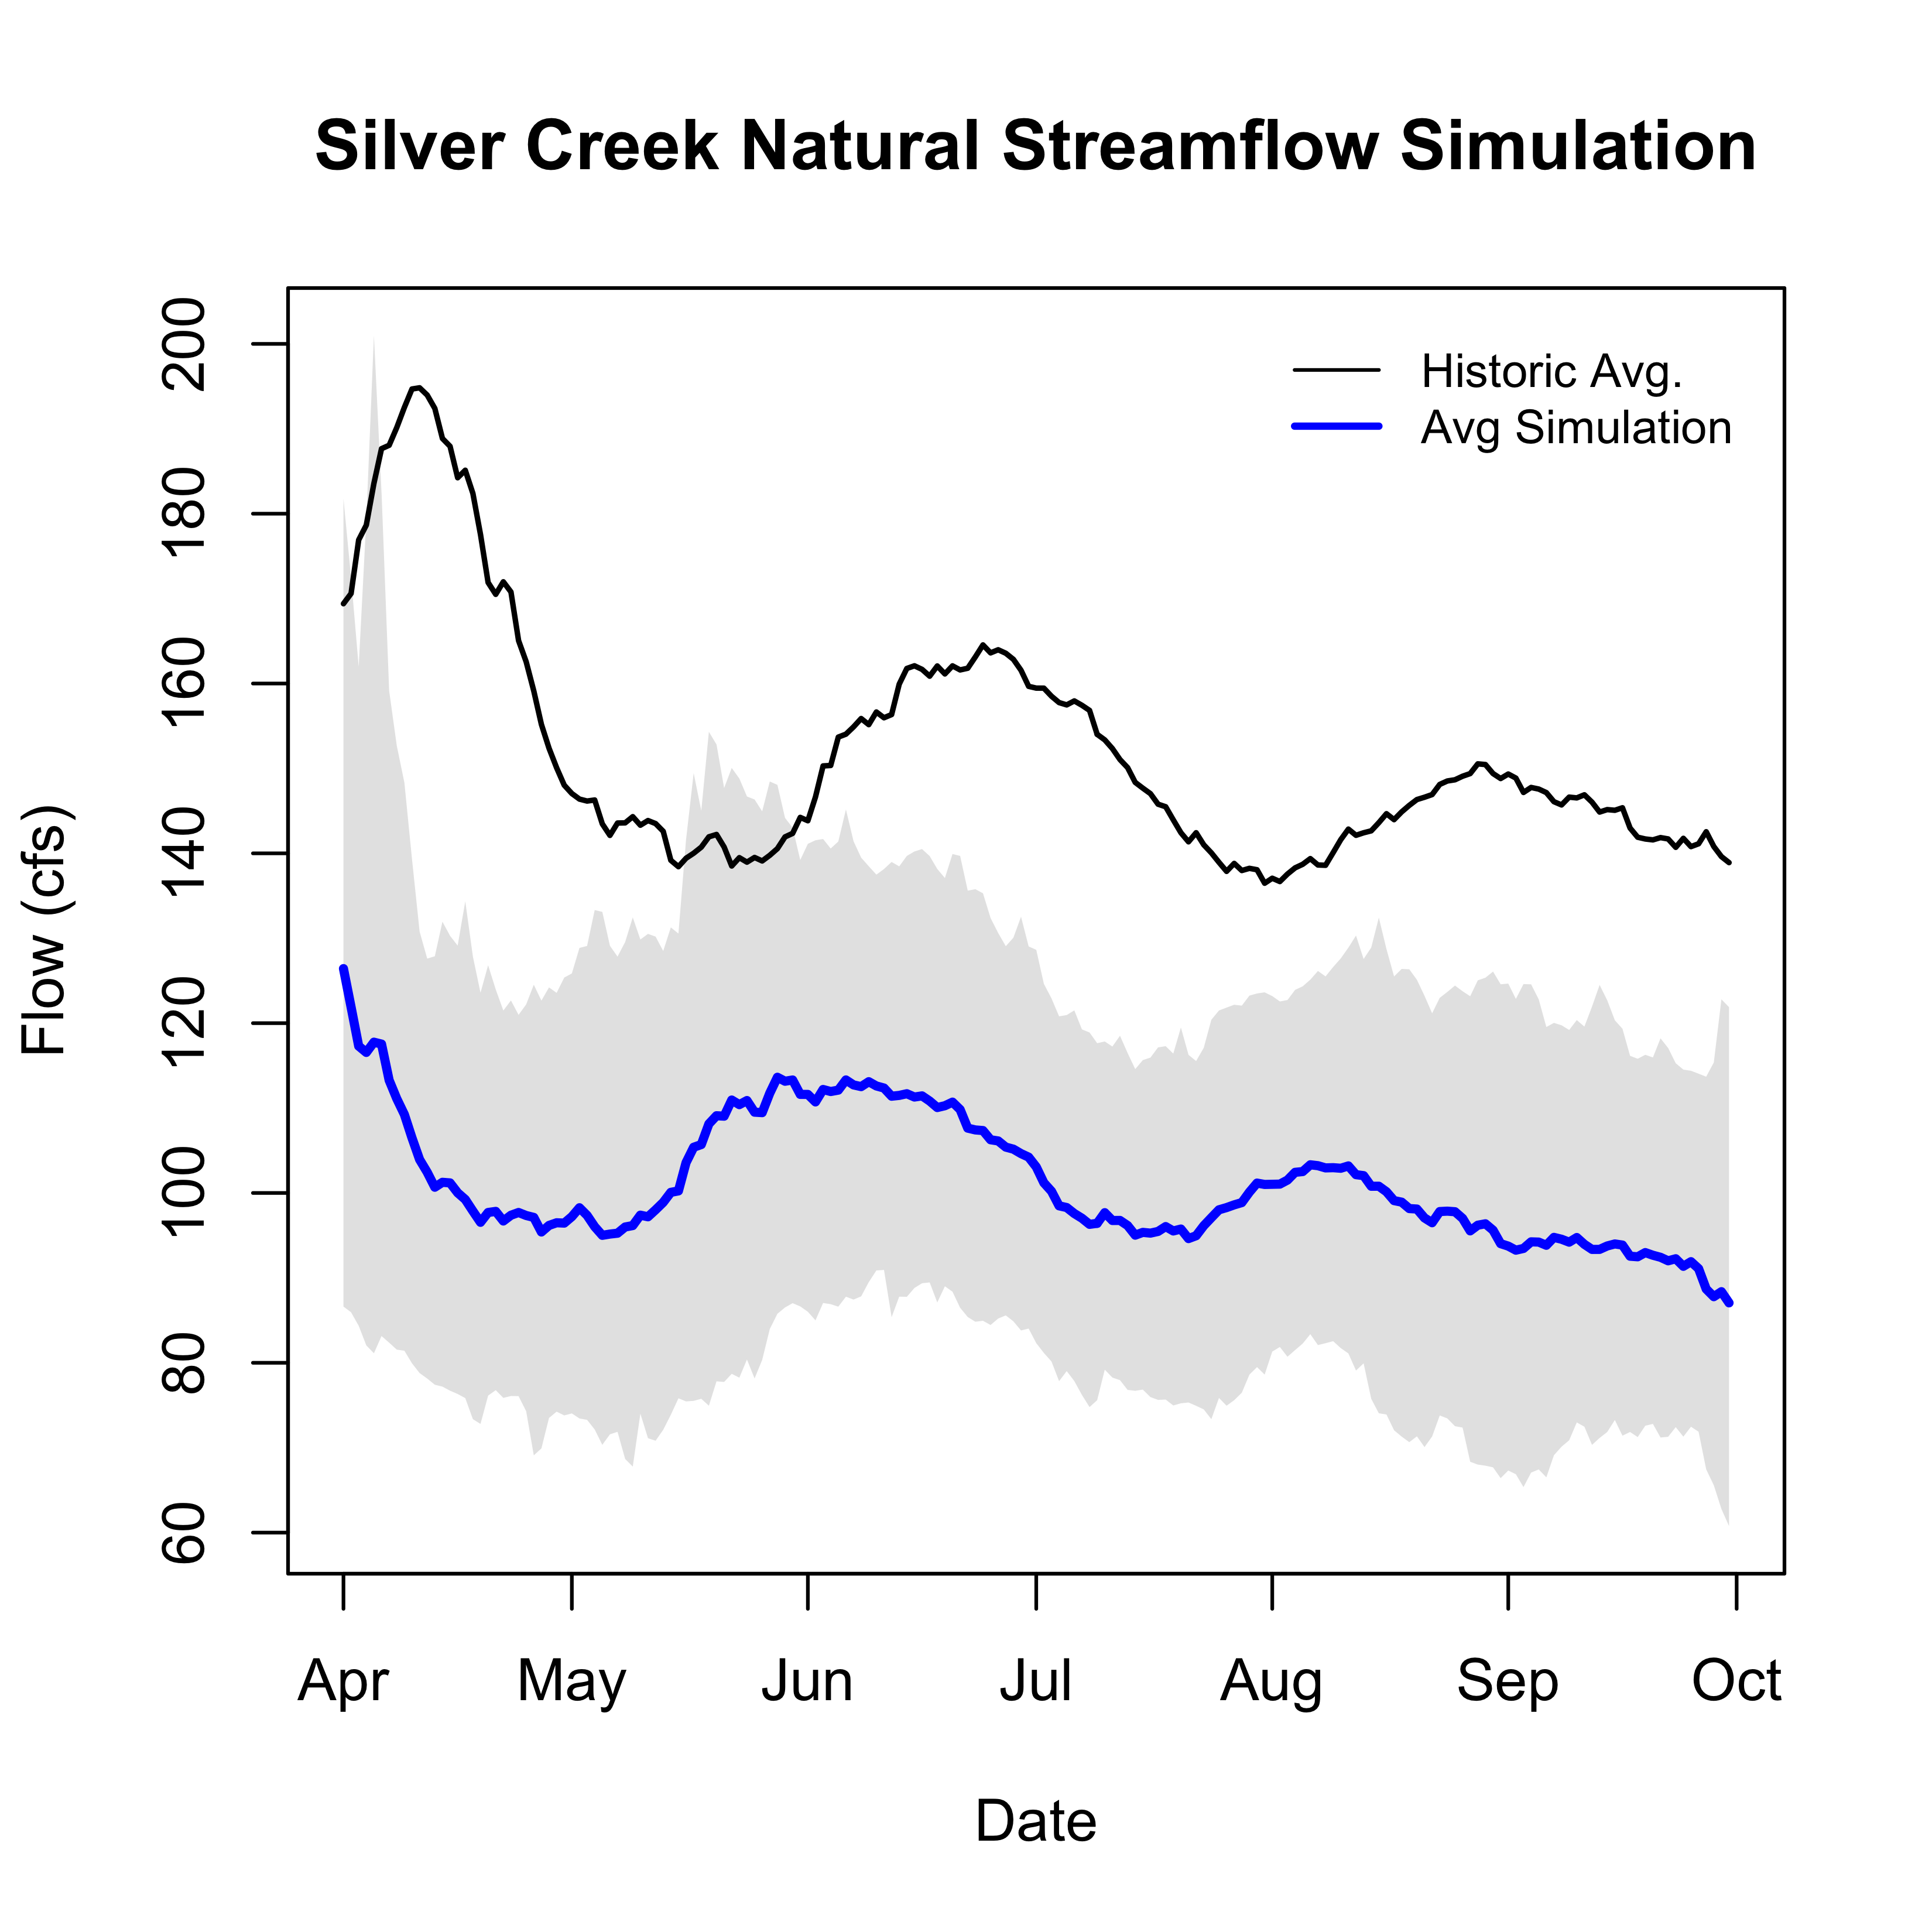 Silver Creek Natural Streamflow Simulation
Historic Avg.
Avg Simulation
Flow (cfs)
200
180
160
140
120
100
80
60
Apr May Jun Jul Aug Sep Oct
Date